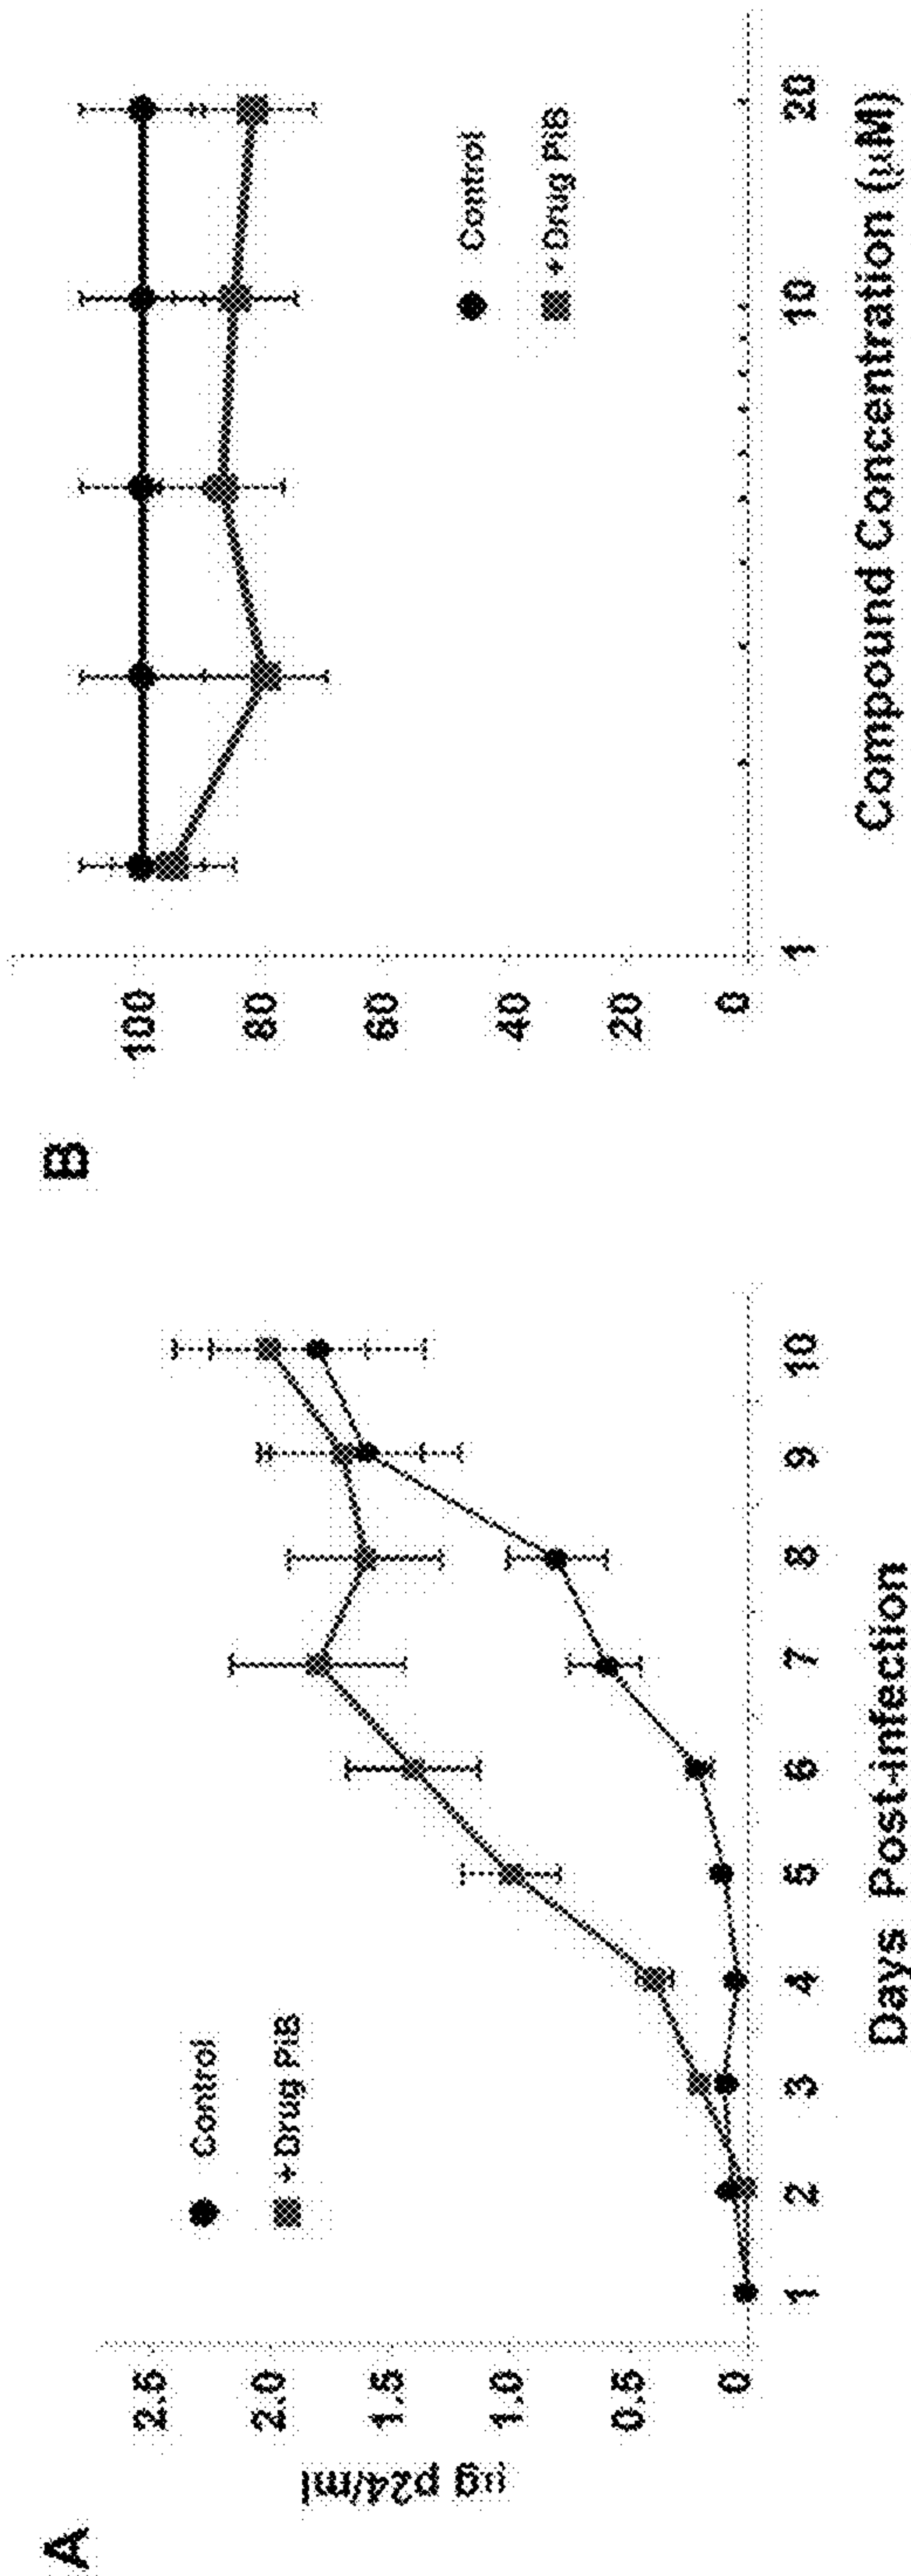 A
µg p24/ml
2.5
2.0
1.5
1.0
0.5
0
Control
+ Drug PiB
1 2 3 4 5 6 7 8 9 10
Days Post-infection
B
100
80
60
40
20
0
Control
+ Drug PiB
1 10 20
Compound Concentration (µM)